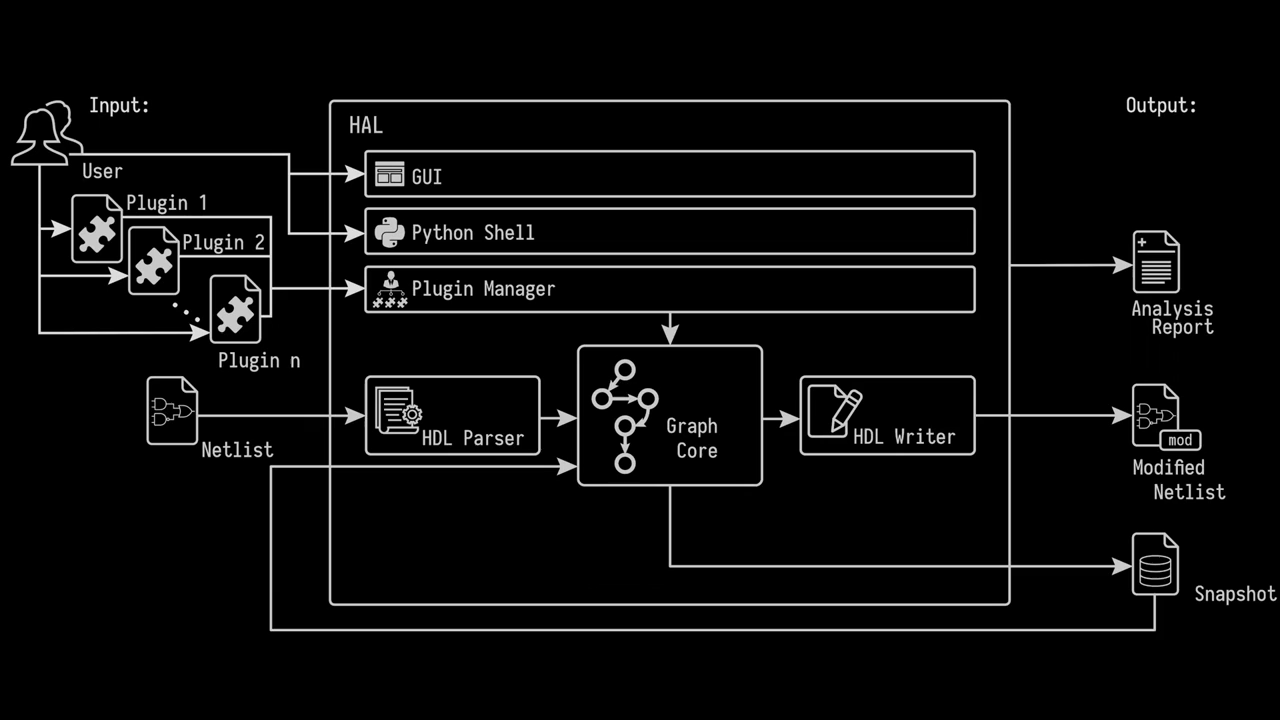 Input:
Output:
HAL
User
GUI
Plugin 1
Python Shell
Plugin 2
Plugin Manager
Analysis
Report
Plugin n
Netlist
HDL Parser
Graph
Core
HDL Writer
mod
Modified
Netlist
Snapshot